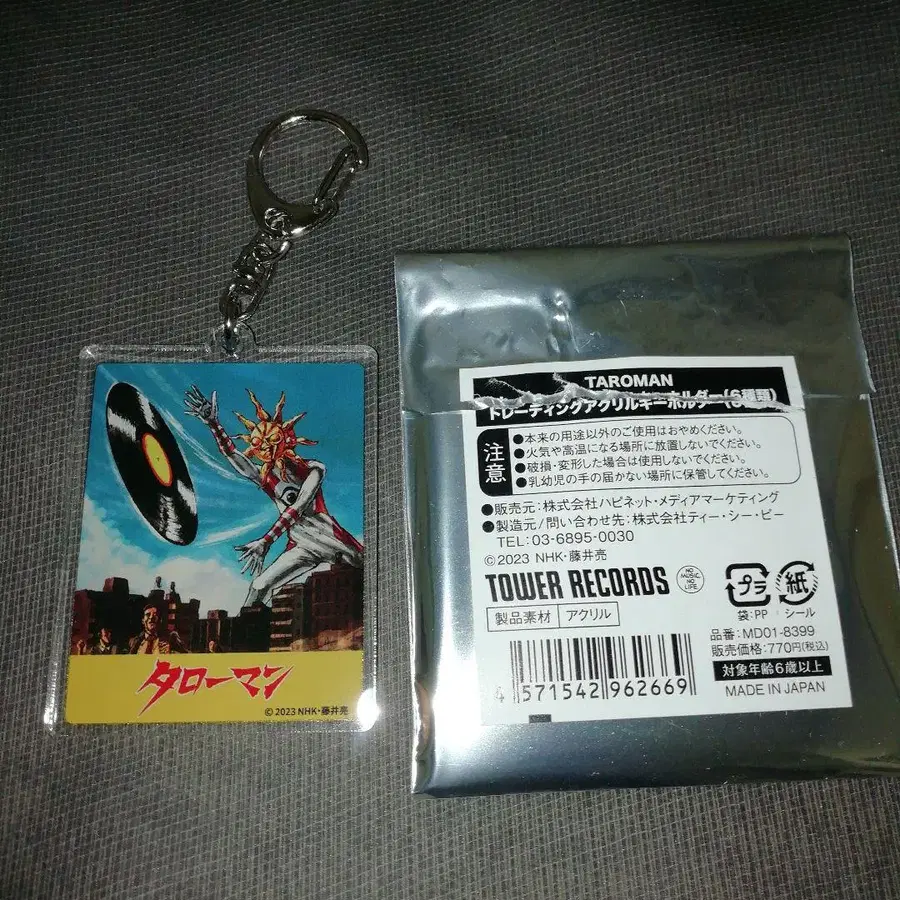 タローマン
© 2023 NHK・藤井亮
TAROMAN
トレーディングアクリルキーホルダー(6種類)
注意
●本来の用途以外のご使用はおやめください。
●火気や高温になる場所に放置しないでください。
●破損・変形した場合は使用しないでください。
●乳幼児の手の届かない場所に保管してください。
●販売元:株式会社ハピネット・メディアマーケティング
●製造元/問い合わせ先:株式会社ティー・シー・ピー
TEL:03-6895-0030
©2023 NHK・藤井亮
TOWER RECORDS
NO MUSIC, NO LIFE.
プラ
紙
袋:PP
シール
製品素材 アクリル
品番:MD01-8399
販売価格:770円(税込)
対象年齢6歳以上
MADE IN JAPAN
4 571542 962669